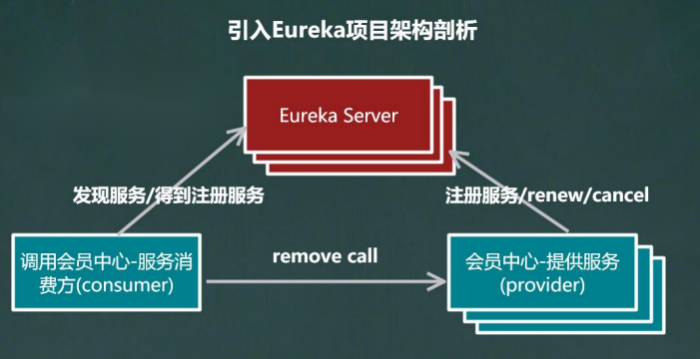 引入Eureka项目架构剖析
Eureka Server
发现服务/得到注册服务
注册服务/renew/cancel
调用会员中心-服务消
费方(consumer)
remove call
会员中心-提供服务
(provider)